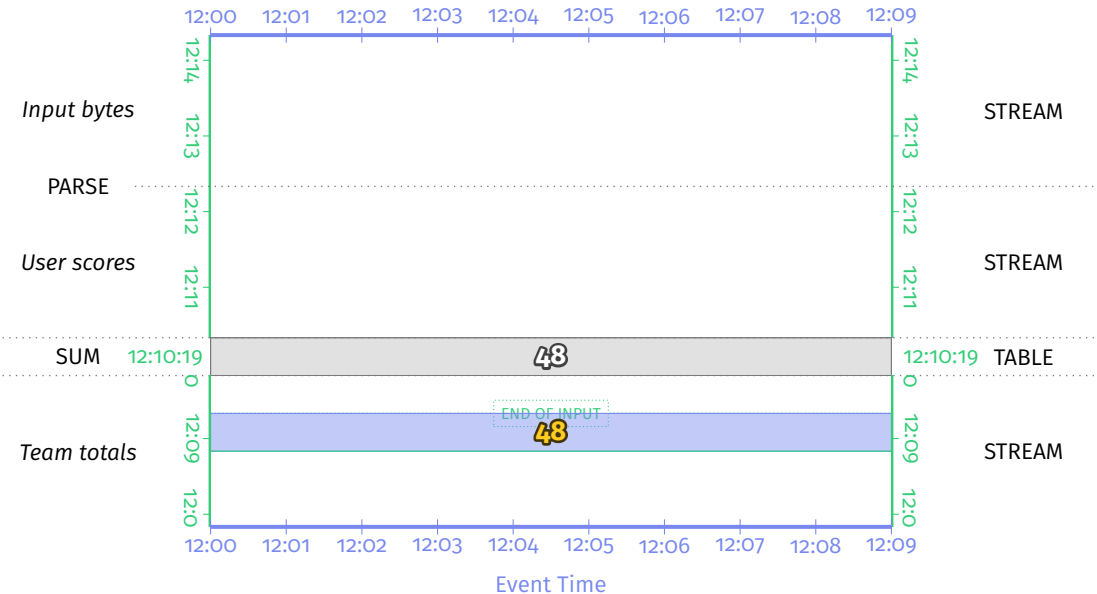 12:00 12:01 12:02 12:03 12:04 12:05 12:06 12:07 12:08 12:09
12:14 12:14
Input bytes STREAM
12:13 12:13
PARSE
12:12 12:12
User scores STREAM
12:11 12:11
SUM 12:10:19 48 12:10:19 TABLE
0 0
END OF INPUT
48
12:09 12:09
Team totals STREAM
12:0 12:0
12:00 12:01 12:02 12:03 12:04 12:05 12:06 12:07 12:08 12:09
Event Time